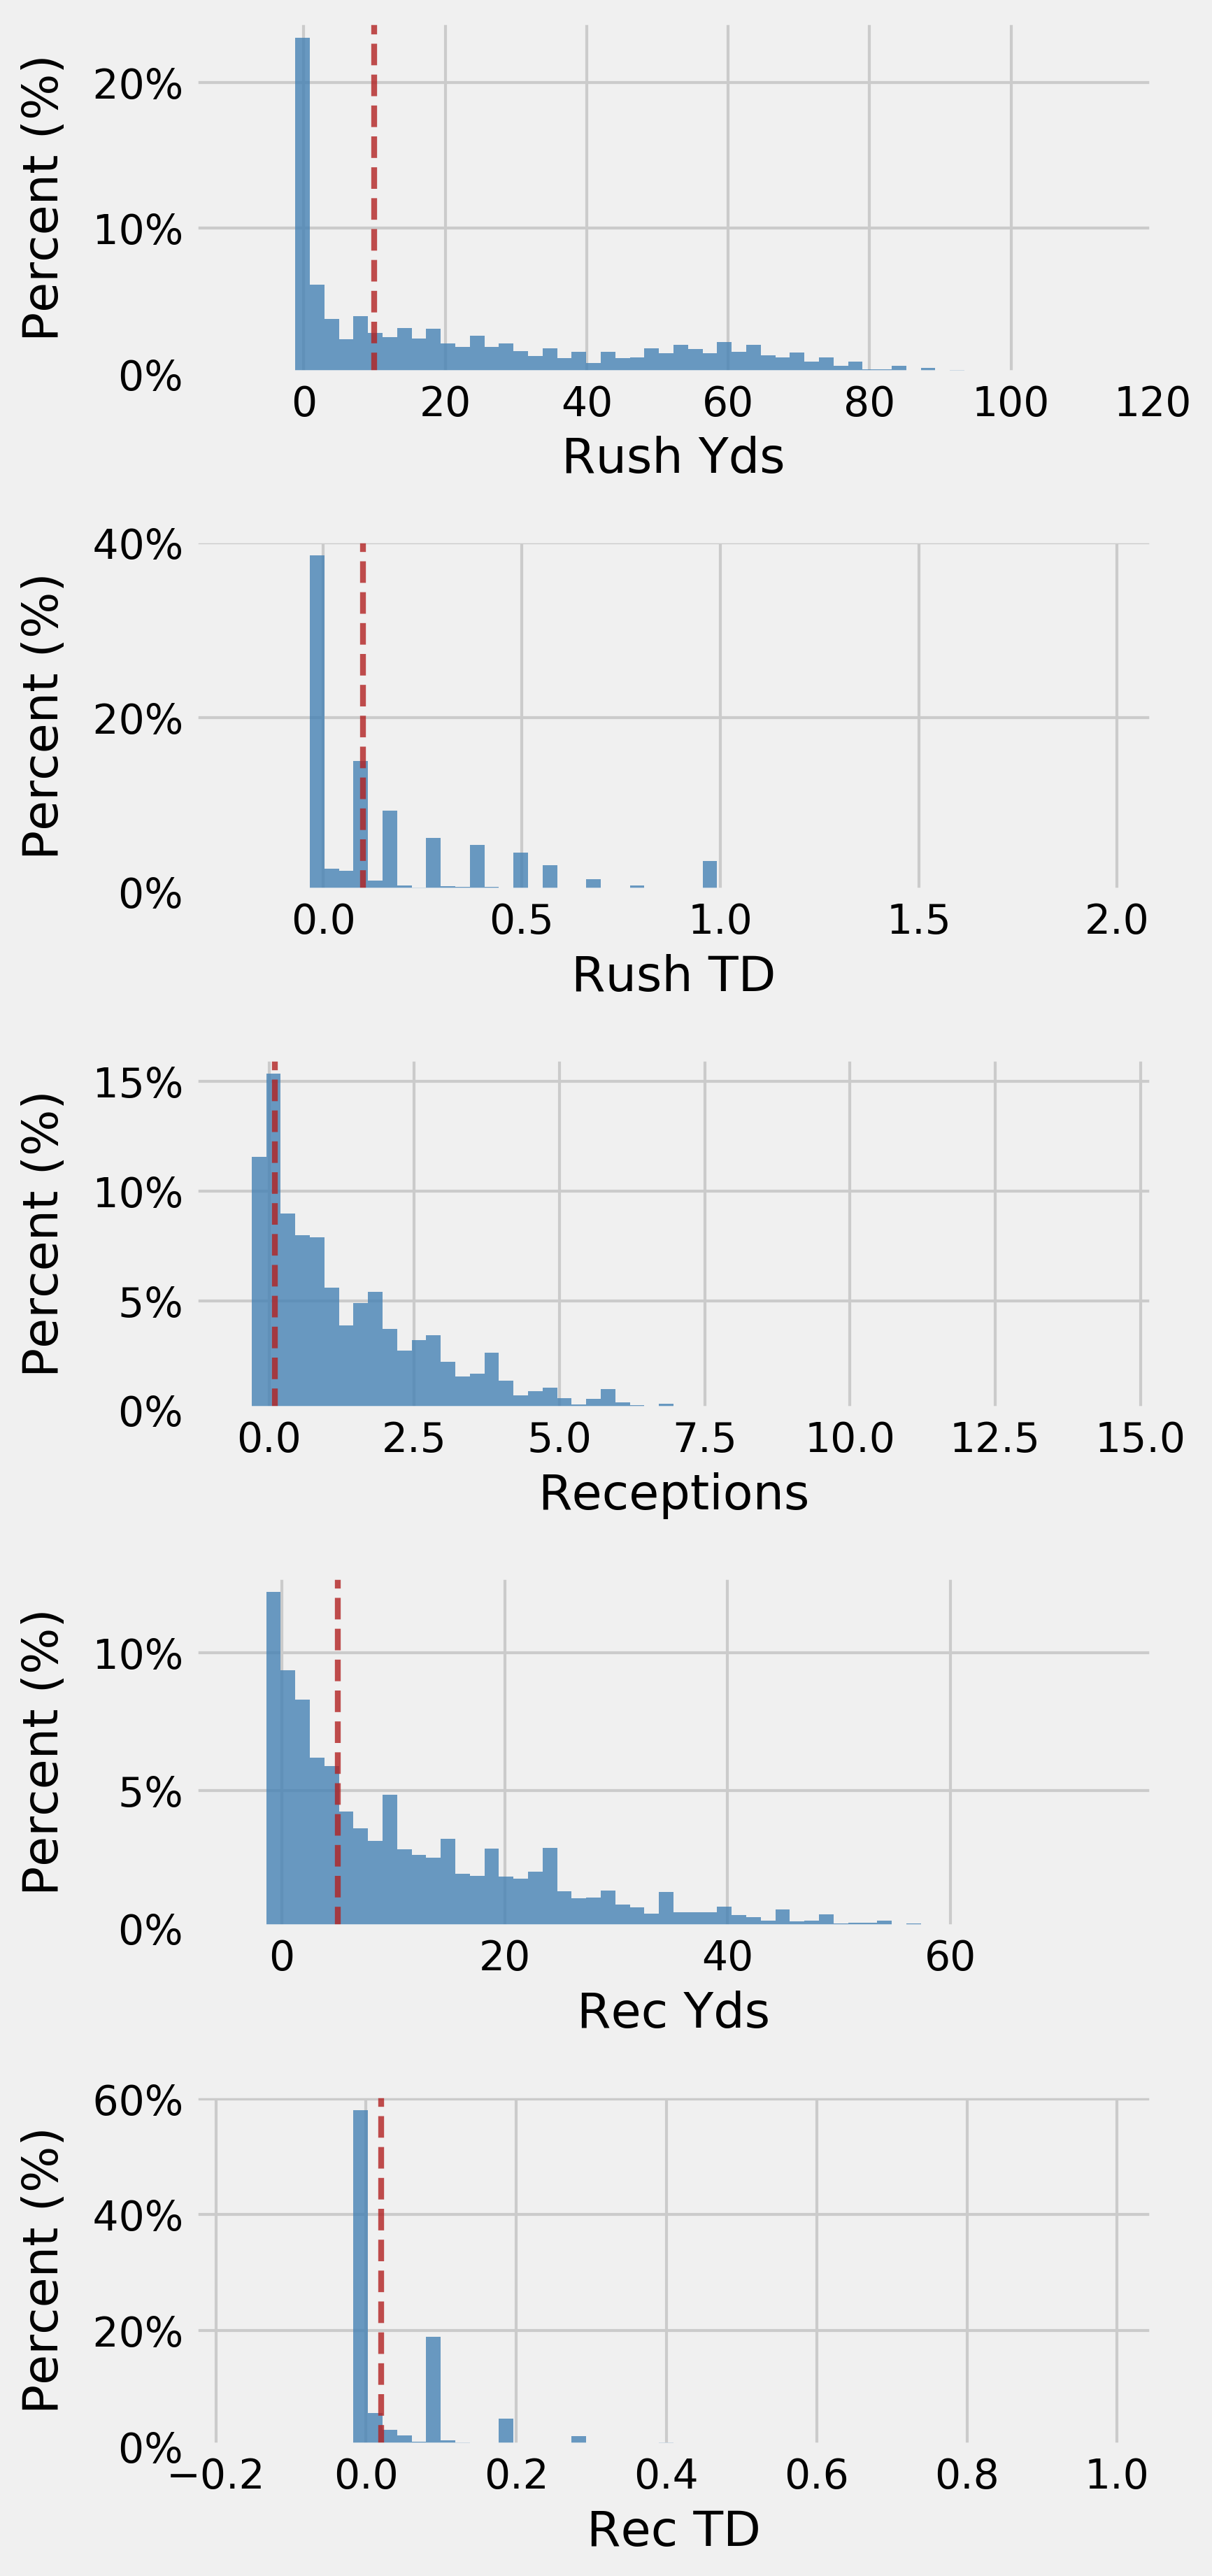 Percent (%)
20%
10%
0%
0 20 40 60 80 100 120
Rush Yds
Percent (%)
40%
20%
0%
0.0 0.5 1.0 1.5 2.0
Rush TD
Percent (%)
15%
10%
5%
0%
0.0 2.5 5.0 7.5 10.0 12.5 15.0
Receptions
Percent (%)
10%
5%
0%
0 20 40 60
Rec Yds
Percent (%)
60%
40%
20%
0%
−0.2 0.0 0.2 0.4 0.6 0.8 1.0
Rec TD